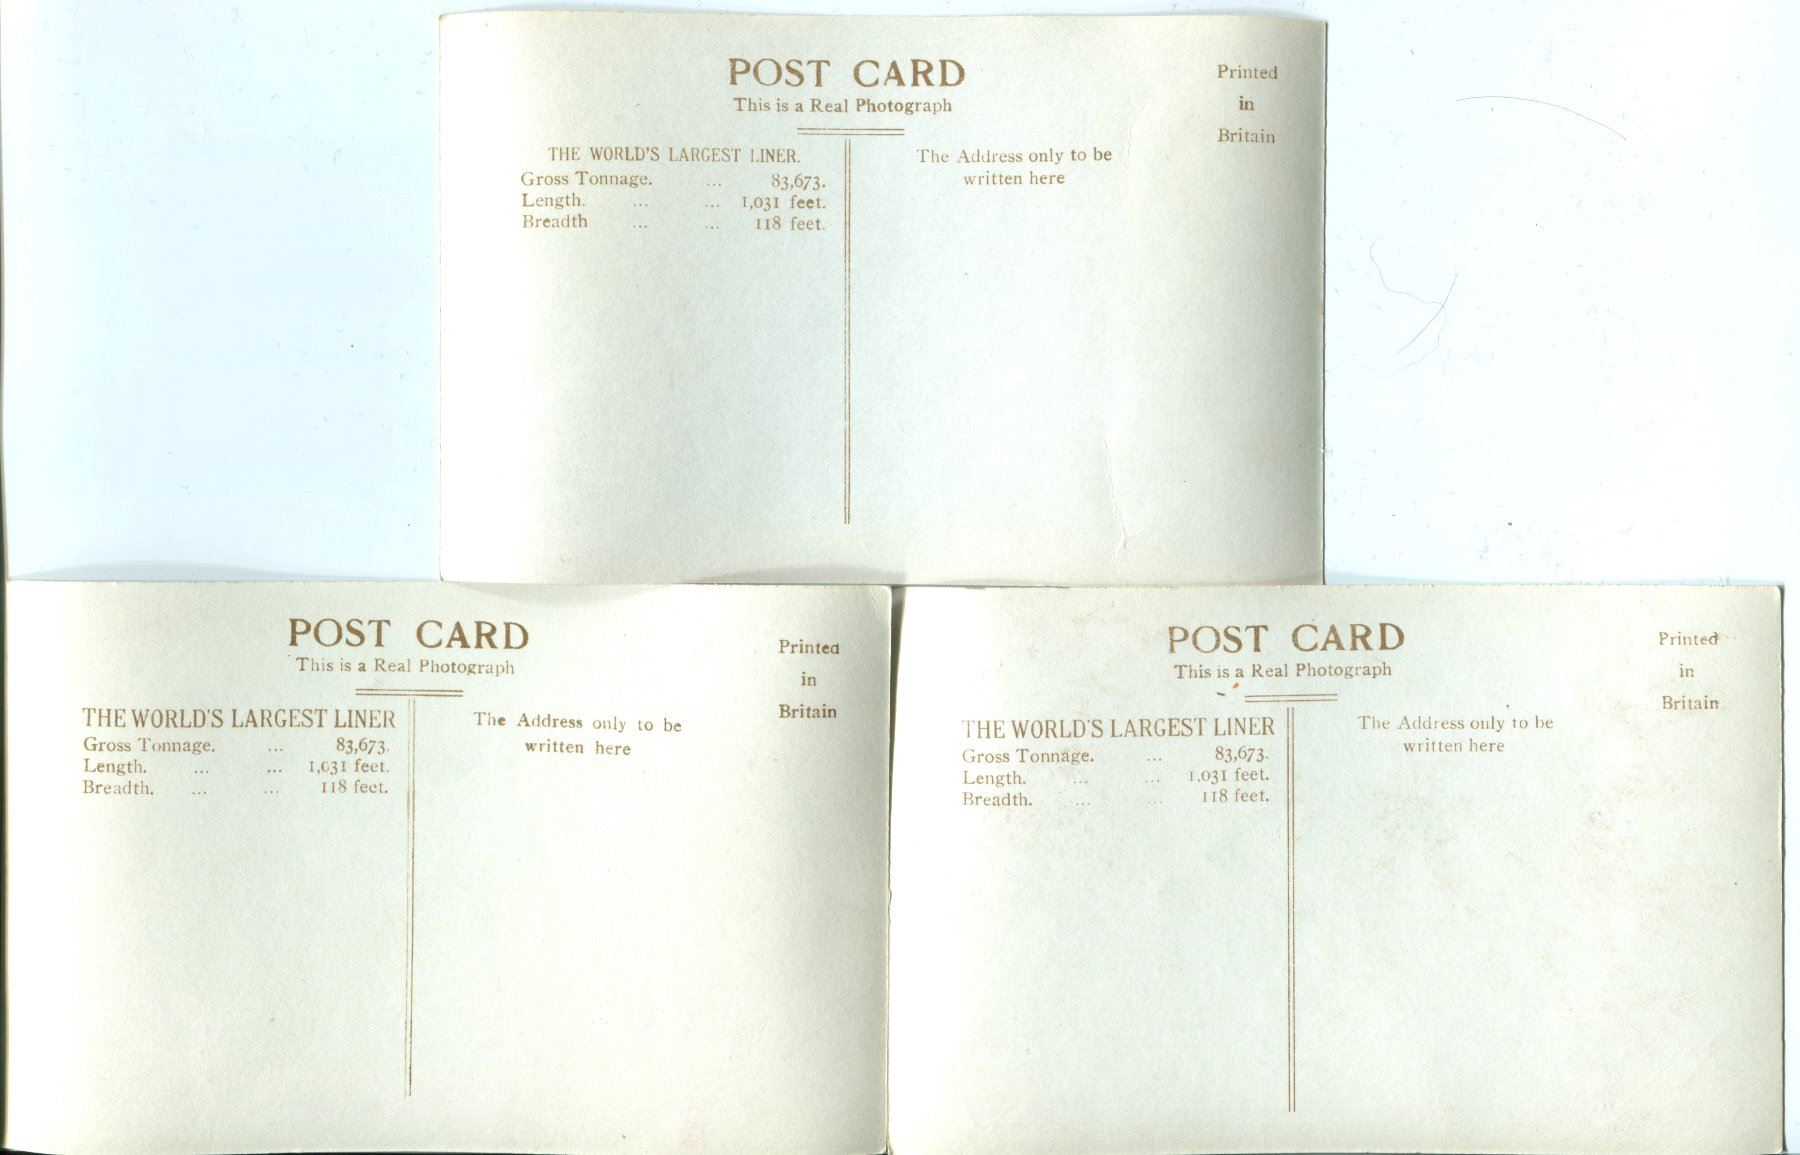 POST CARD
This is a Real Photograph
Printed
in
Britain
THE WORLD'S LARGEST LINER.
Gross Tonnage. ... 83,673.
Length. ... ... 1,031 feet.
Breadth ... ... 118 feet.
The Address only to be
written here
POST CARD
This is a Real Photograph
Printed
in
Britain
THE WORLD'S LARGEST LINER
Gross Tonnage. ... 83,673.
Length. ... ... 1,031 feet.
Breadth. ... ... 118 feet.
The Address only to be
written here
POST CARD
This is a Real Photograph
Printed
in
Britain
THE WORLD'S LARGEST LINER
Gross Tonnage. ... 83,673.
Length. ... ... 1.031 feet.
Breadth. ... ... 118 feet.
The Address only to be
written here